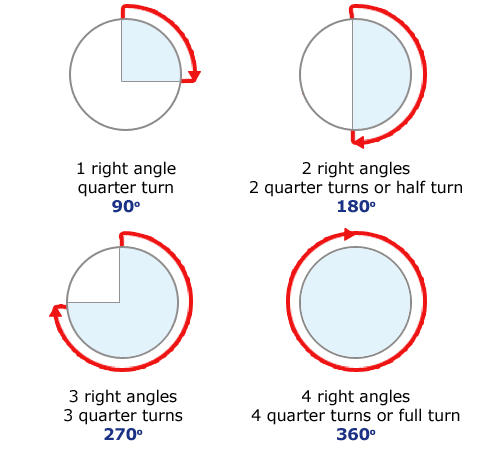 1 right angle
quarter turn
90°
2 right angles
2 quarter turns or half turn
180°
3 right angles
3 quarter turns
270°
4 right angles
4 quarter turns or full turn
360°